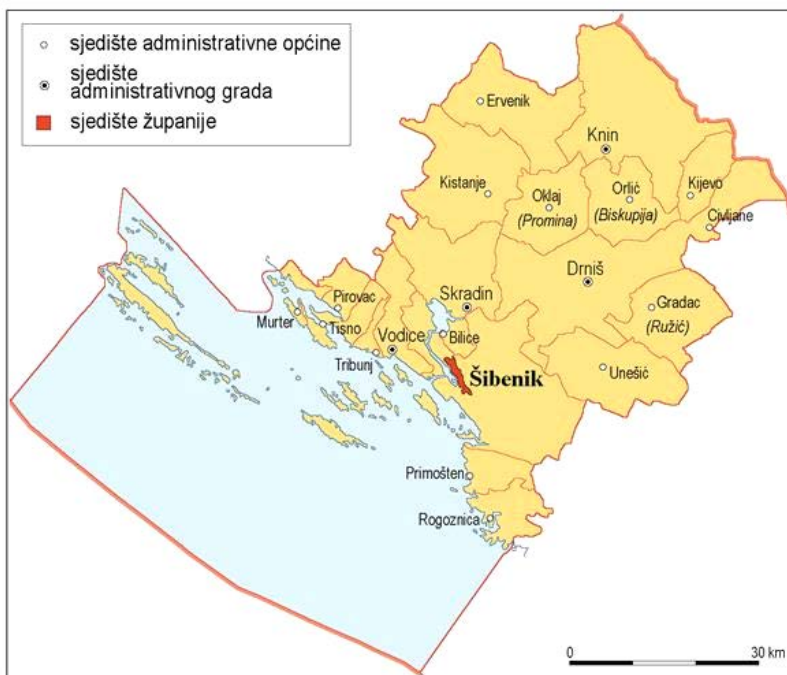 sjedište administrativne općine
sjedište
administrativnog grada
sjedište županije
Ervenik
Knin
Kistanje
Oklaj
(Promina)
Orlić
(Biskupija)
Kijevo
Civljane
Drniš
Skradin
Pirovac
Murter
Tisno
Vodice
Bilice
Gradac
(Ružić)
Tribunj
Šibenik
Unešić
Primošten
Rogoznica
0 30 km